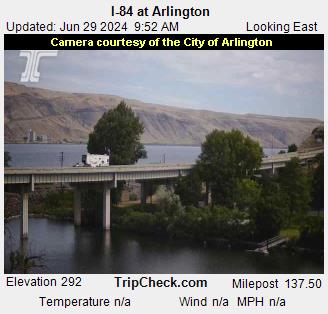 I-84 at Arlington
Updated: Jun 29 2024 9:52 AM Looking East
Camera courtesy of the City of Arlington
Elevation 292 TripCheck.com Milepost 137.50
Temperature n/a Wind n/a MPH n/a